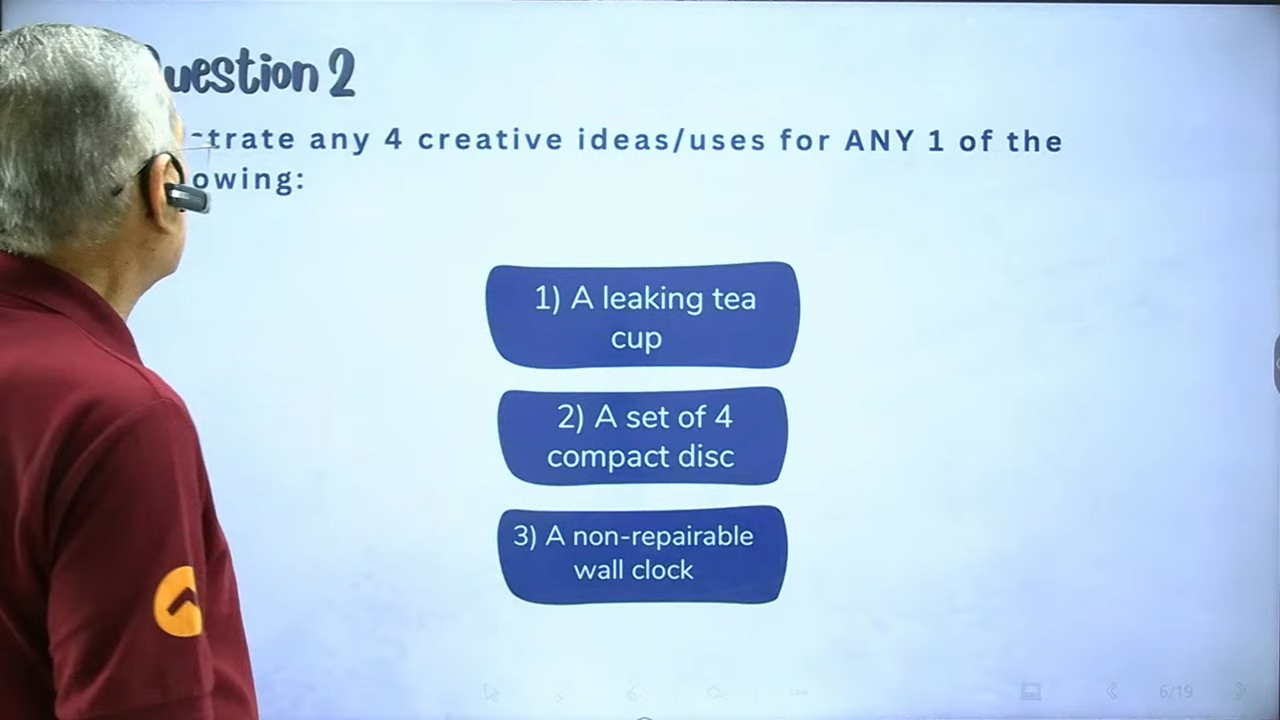 uestion 2
trate any 4 creative ideas/uses for ANY 1 of the
owing:
1) A leaking tea
cup
2) A set of 4
compact disc
3) A non-repairable
wall clock
6/19